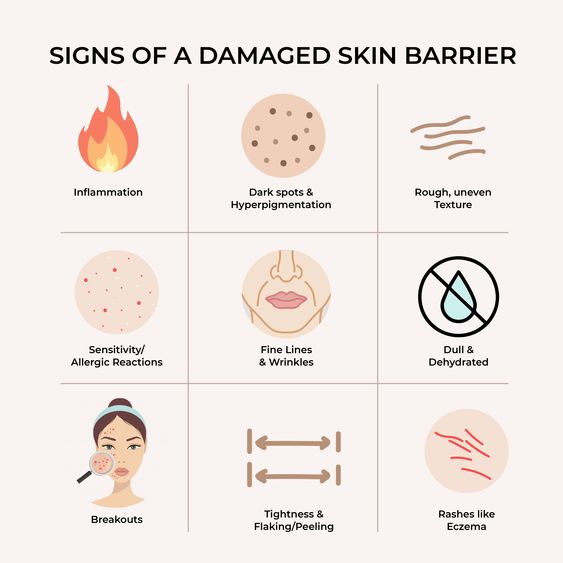 SIGNS OF A DAMAGED SKIN BARRIER
Inflammation
Dark spots &
Hyperpigmentation
Rough, uneven
Texture
Sensitivity/
Allergic Reactions
Fine Lines
& Wrinkles
Dull &
Dehydrated
Breakouts
Tightness &
Flaking/Peeling
Rashes like
Eczema